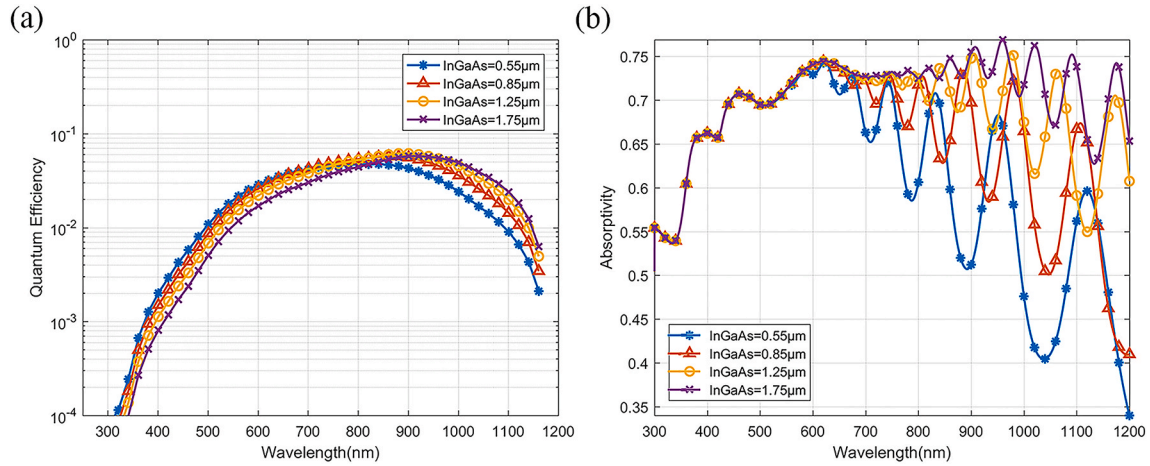 (a)
Quantum Efficiency
10^0
10^-1
10^-2
10^-3
10^-4
InGaAs=0.55μm
InGaAs=0.85μm
InGaAs=1.25μm
InGaAs=1.75μm
300 400 500 600 700 800 900 1000 1100 1200
Wavelength(nm)
(b)
Absorptivity
0.75
0.7
0.65
0.6
0.55
0.5
0.45
0.4
0.35
InGaAs=0.55μm
InGaAs=0.85μm
InGaAs=1.25μm
InGaAs=1.75μm
300 400 500 600 700 800 900 1000 1100 1200
Wavelength(nm)